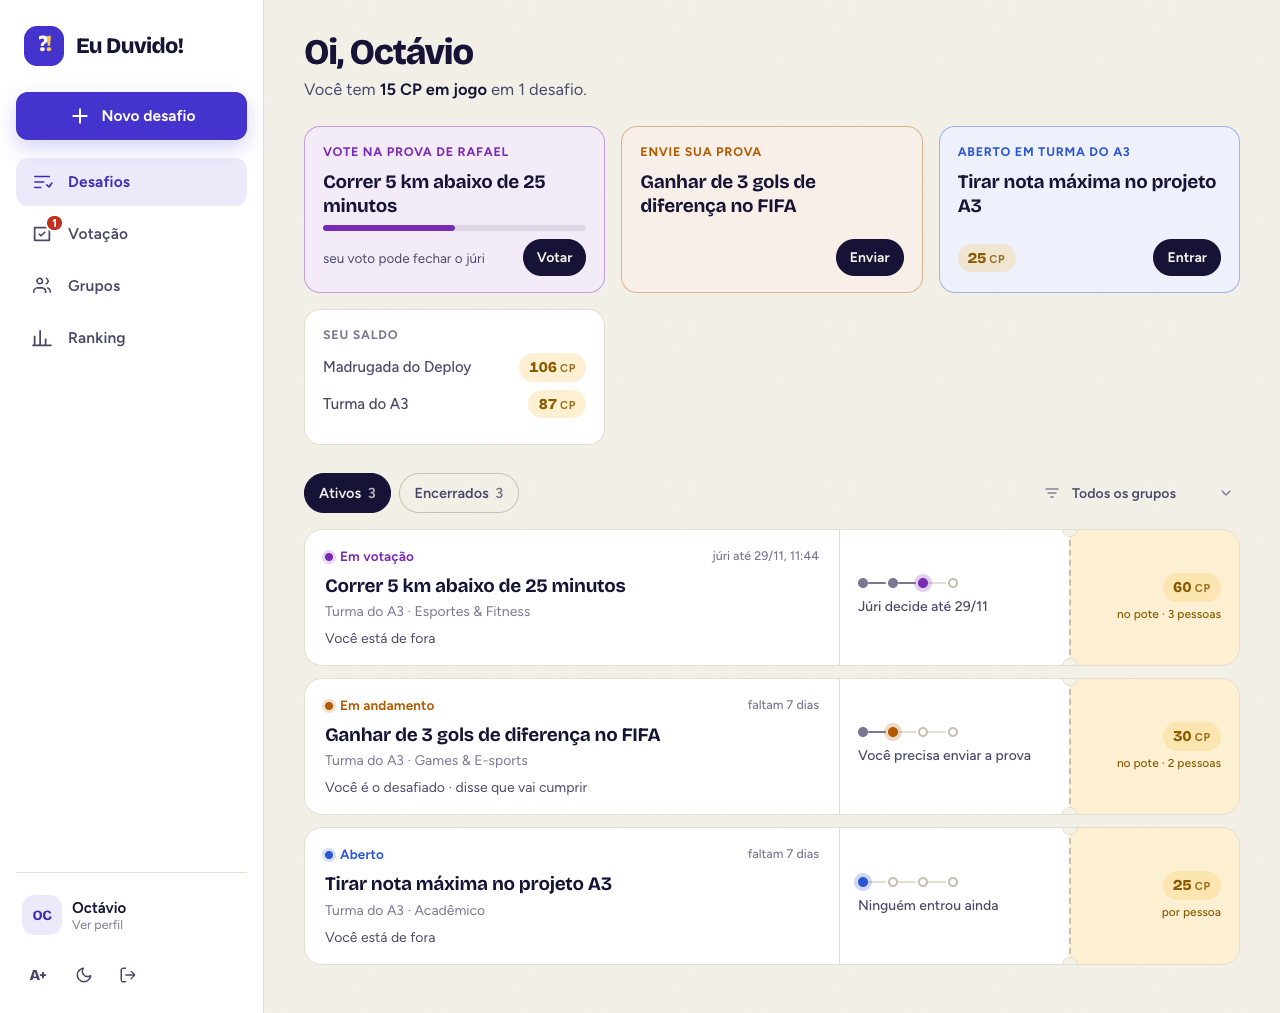 ?!
Eu Duvido!
Novo desafio
Desafios
1
Votação
Grupos
Ranking
OC
Octávio
Ver perfil
A+
Oi, Octávio
Você tem 15 CP em jogo em 1 desafio.
VOTE NA PROVA DE RAFAEL
Correr 5 km abaixo de 25
minutos
seu voto pode fechar o júri
Votar
ENVIE SUA PROVA
Ganhar de 3 gols de
diferença no FIFA
Enviar
ABERTO EM TURMA DO A3
Tirar nota máxima no projeto
A3
25 CP
Entrar
SEU SALDO
Madrugada do Deploy
106 CP
Turma do A3
87 CP
Ativos 3
Encerrados 3
Todos os grupos
Em votação
júri até 29/11, 11:44
Correr 5 km abaixo de 25 minutos
Turma do A3 · Esportes & Fitness
Você está de fora
Júri decide até 29/11
60 CP
no pote · 3 pessoas
Em andamento
faltam 7 dias
Ganhar de 3 gols de diferença no FIFA
Turma do A3 · Games & E-sports
Você é o desafiado · disse que vai cumprir
Você precisa enviar a prova
30 CP
no pote · 2 pessoas
Aberto
faltam 7 dias
Tirar nota máxima no projeto A3
Turma do A3 · Acadêmico
Você está de fora
Ninguém entrou ainda
25 CP
por pessoa